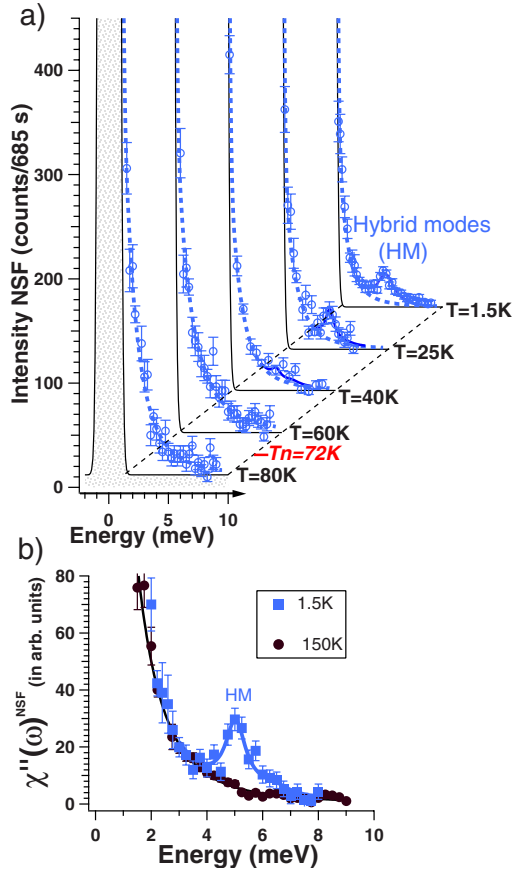 a)
Intensity NSF (counts/685 s)
400
300
200
100
0
Hybrid modes
(HM)
T=1.5K
T=25K
T=40K
T=60K
Tn=72K
T=80K
0
5
10
Energy (meV)
b)
χ''(ω)^NSF (in arb. units)
80
60
40
20
0
1.5K
150K
HM
0
2
4
6
8
10
Energy (meV)